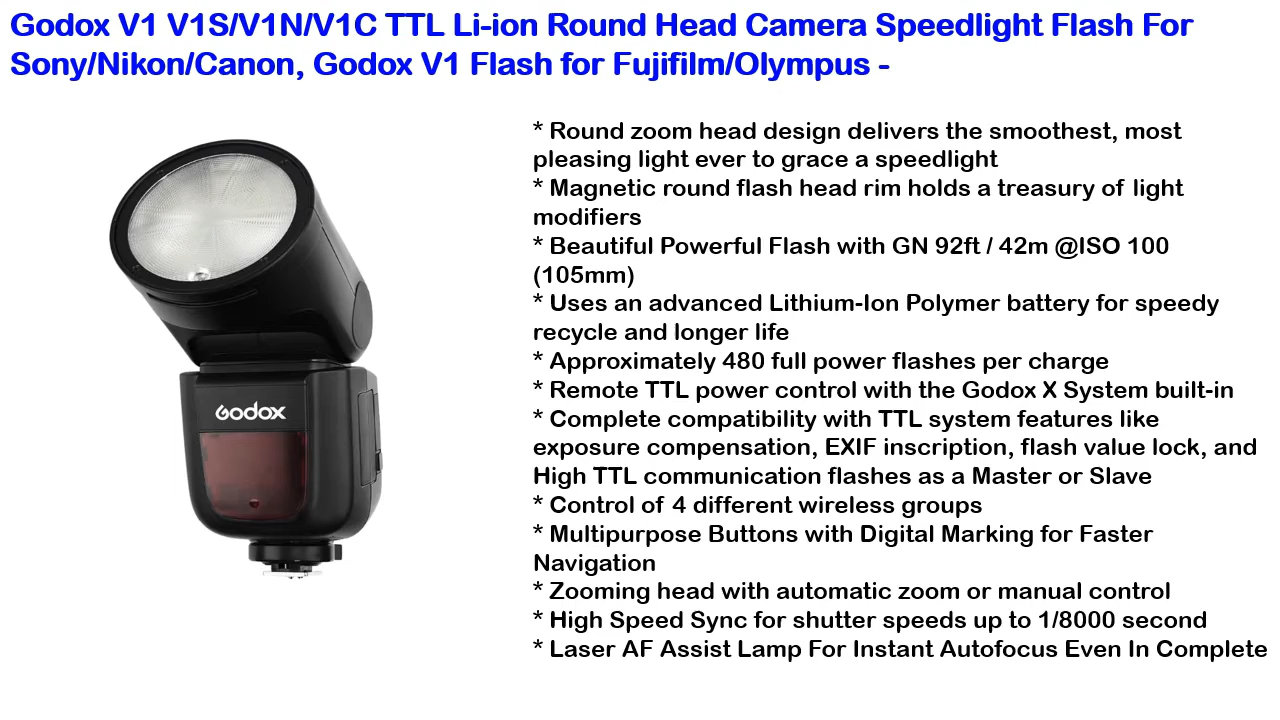 Godox V1 V1S/V1N/V1C TTL Li-ion Round Head Camera Speedlight Flash For
Sony/Nikon/Canon, Godox V1 Flash for Fujifilm/Olympus -
* Round zoom head design delivers the smoothest, most
pleasing light ever to grace a speedlight
* Magnetic round flash head rim holds a treasury of light
modifiers
* Beautiful Powerful Flash with GN 92ft / 42m @ISO 100
(105mm)
* Uses an advanced Lithium-Ion Polymer battery for speedy
recycle and longer life
* Approximately 480 full power flashes per charge
* Remote TTL power control with the Godox X System built-in
* Complete compatibility with TTL system features like
exposure compensation, EXIF inscription, flash value lock, and
High TTL communication flashes as a Master or Slave
* Control of 4 different wireless groups
* Multipurpose Buttons with Digital Marking for Faster
Navigation
* Zooming head with automatic zoom or manual control
* High Speed Sync for shutter speeds up to 1/8000 second
* Laser AF Assist Lamp For Instant Autofocus Even In Complete
Godox